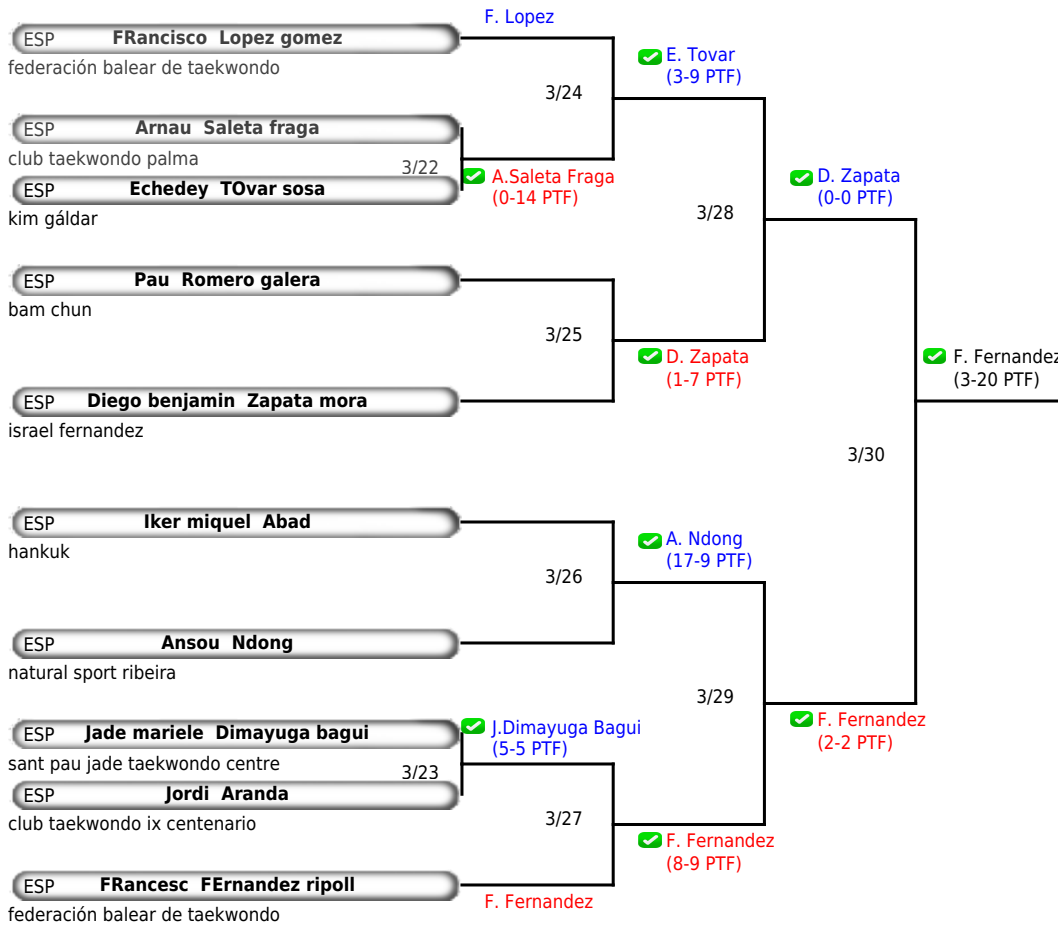 F. Lopez
ESP FRancisco Lopez gomez
federación balear de taekwondo
E. Tovar
(3-9 PTF)
3/24
ESP Arnau Saleta fraga
club taekwondo palma
3/22
A.Saleta Fraga
(0-14 PTF)
ESP Echedey TOvar sosa
kim gáldar
D. Zapata
(0-0 PTF)
3/28
ESP Pau Romero galera
bam chun
3/25
D. Zapata
(1-7 PTF)
F. Fernandez
(3-20 PTF)
ESP Diego benjamin Zapata mora
israel fernandez
3/30
ESP Iker miquel Abad
hankuk
A. Ndong
(17-9 PTF)
3/26
ESP Ansou Ndong
natural sport ribeira
3/29
F. Fernandez
(2-2 PTF)
ESP Jade mariele Dimayuga bagui
sant pau jade taekwondo centre
J.Dimayuga Bagui
(5-5 PTF)
3/23
ESP Jordi Aranda
club taekwondo ix centenario
3/27
F. Fernandez
(8-9 PTF)
ESP FRancesc FErnandez ripoll
federación balear de taekwondo
F. Fernandez